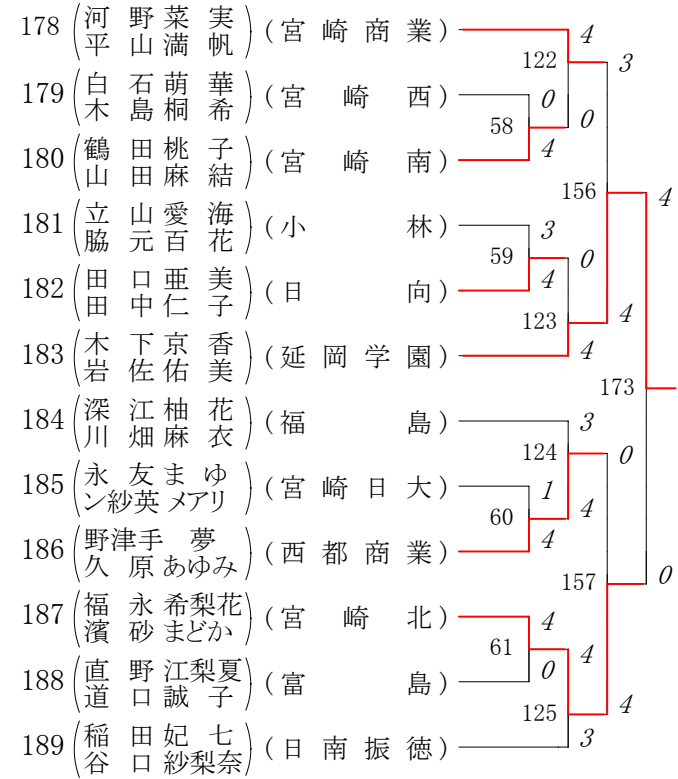 178 河野菜実 (宮崎商業)
平山満帆
179 白石萌華 (宮崎西)
木島桐希
180 鶴田桃子 (宮崎南)
山田麻結
181 立山愛海 (小林)
脇元百花
182 田口亜美 (日向)
田中仁子
183 木下京香 (延岡学園)
岩佐佑美
184 深江柚花 (福島)
川畑麻衣
185 永友まゆ (宮崎日大)
ン紗英メアリ
186 野津手夢 (西都商業)
久原あゆみ
187 福永希梨花 (宮崎北)
濱砂まどか
188 直野江梨夏 (富島)
道口誠子
189 稲田妃七 (日南振徳)
谷口紗梨奈
4
122
3
0
58
0
4
156
4
3
59
0
4
123
4
4
173
3
124
0
1
60
4
4
157
0
4
61
4
0
125
4
3